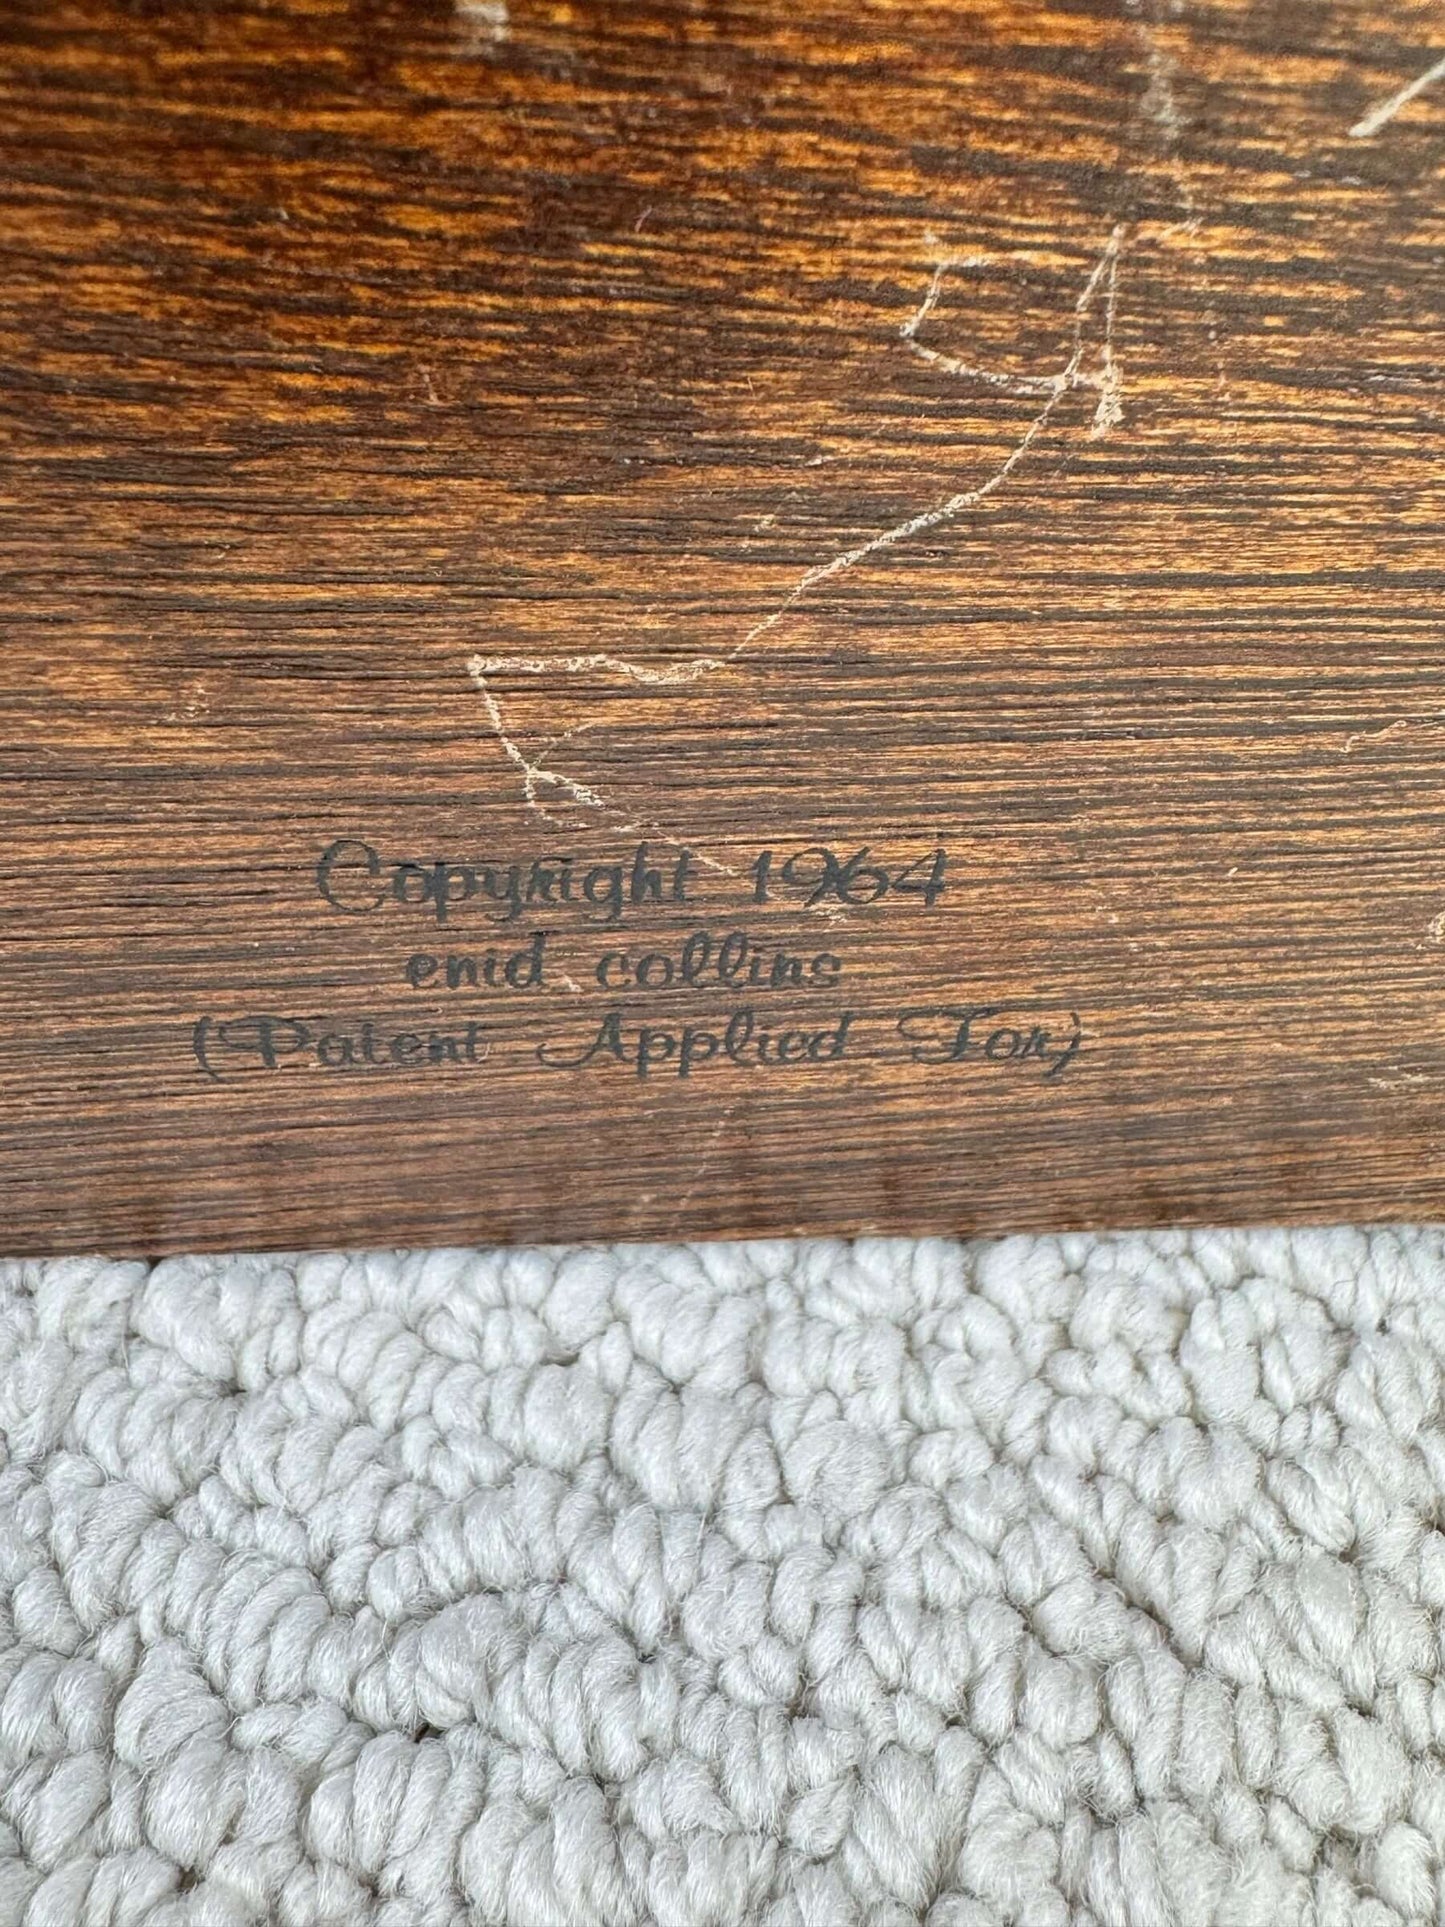 Copyright 1964
enid collins
(Patent Applied For)